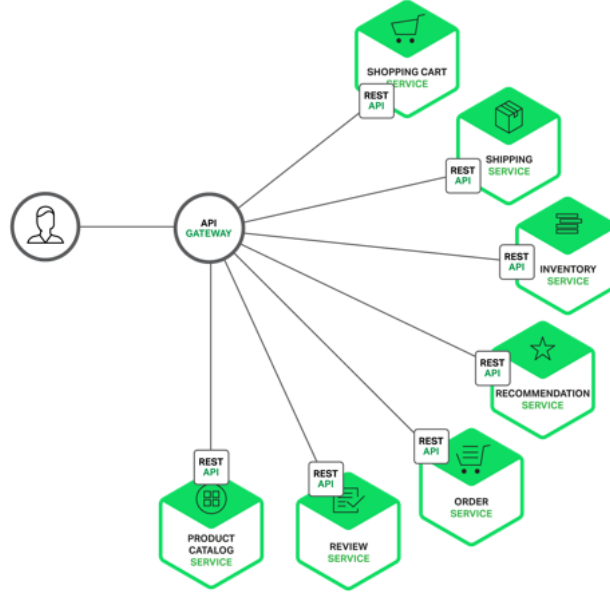 SHOPPING CART
SERVICE
REST
API
SHIPPING
SERVICE
REST
API
API
GATEWAY
REST
API
INVENTORY
SERVICE
REST
API
RECOMMENDATION
SERVICE
REST
API
ORDER
SERVICE
REST
API
REVIEW
SERVICE
REST
API
PRODUCT
CATALOG
SERVICE